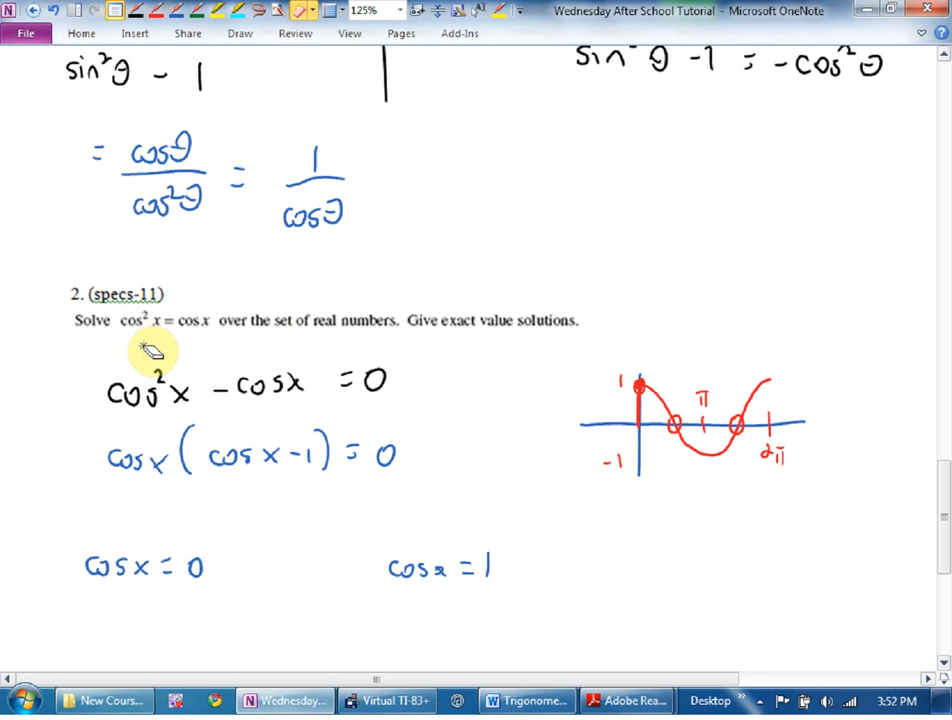 Wednesday After School Tutorial - Microsoft OneNote
125%
File Home Insert Share Draw Review View Pages Add-Ins
sin²θ - 1
sin²θ - 1 = -cos²θ
= cosθ/cos²θ = 1/cosθ
2. (specs-11)
Solve cos² x = cos x over the set of real numbers. Give exact value solutions.
cos²x - cosx = 0
cosx ( cosx - 1 ) = 0
1
π
-1
2π
cosx = 0
cosx = 1
New Cours... Wednesday... Virtual TI-83+ Trigonome... Adobe Rea... Desktop » 3:52 PM